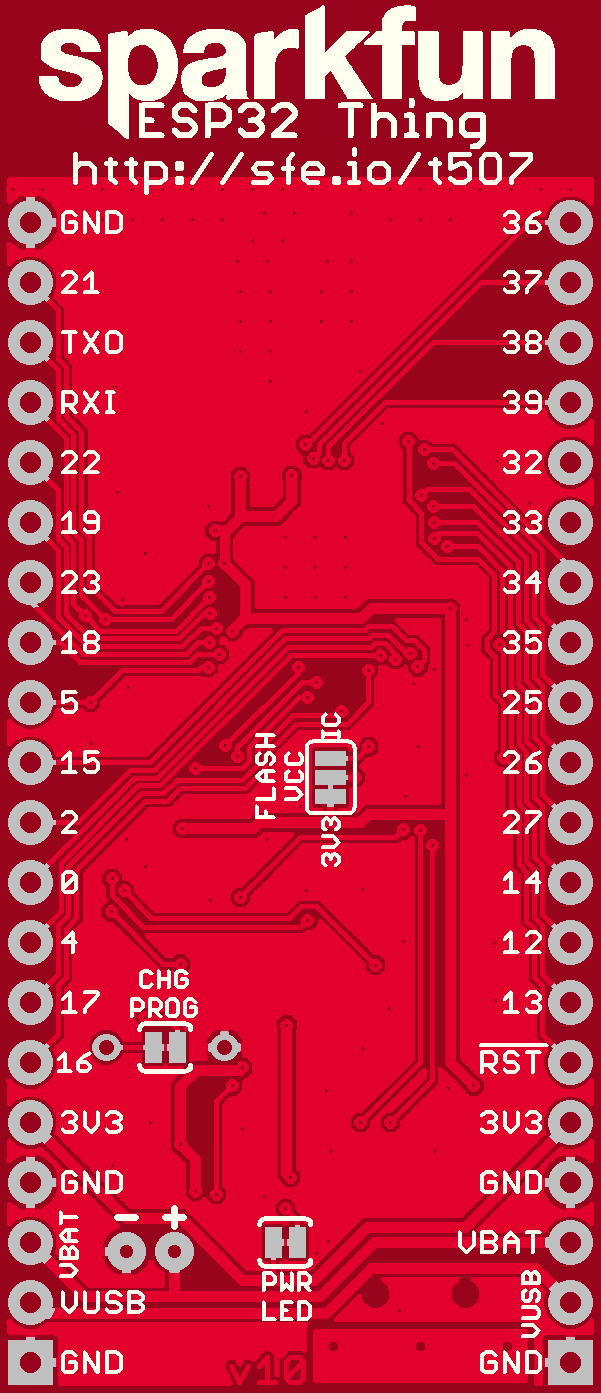 sparkfun
ESP32 Thing
http://sfe.io/t507
GND 36
21 37
TXO 38
RXI 39
22 32
19 33
23 34
18 35
5 25
IC
FLASH
VCC
3V3
15 26
2 27
0 14
4 12
CHG
PROG
17 13
16 RST
3V3 3V3
GND GND
- +
VBAT VBAT
PWR
LED
VUSB VUSB
GND GND
v10